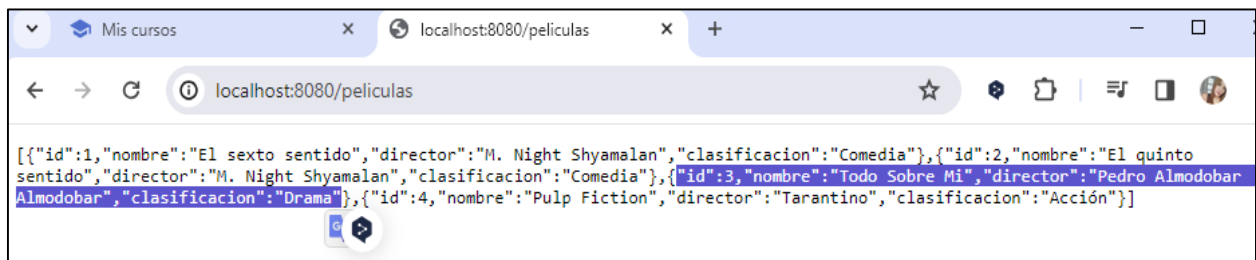 Mis cursos
localhost:8080/peliculas
localhost:8080/peliculas
[{"id":1,"nombre":"El sexto sentido","director":"M. Night Shyamalan","clasificacion":"Comedia"},{"id":2,"nombre":"El quinto
sentido","director":"M. Night Shyamalan","clasificacion":"Comedia"},{"id":3,"nombre":"Todo Sobre Mi","director":"Pedro Almodobar
Almodobar","clasificacion":"Drama"},{"id":4,"nombre":"Pulp Fiction","director":"Tarantino","clasificacion":"Acción"}]